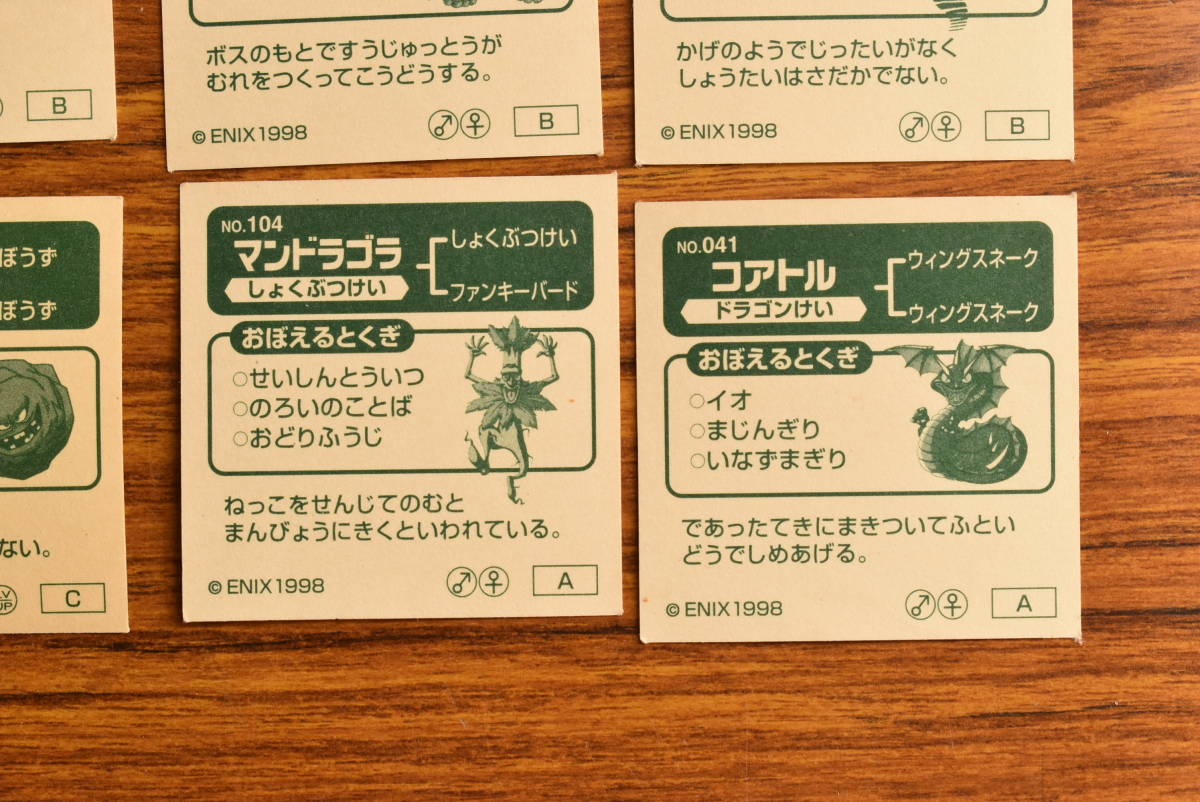 B
ボスのもとですうじゅっとうが
むれをつくってこうどうする。
© ENIX1998
♂♀ B
かげのようでじったいがなく
しょうたいはさだかでない。
© ENIX1998
♂♀ B
ぼうず
ぼうず
ない。
C
NO.104
マンドラゴラ
しょくぶつけい
しょくぶつけい
ファンキーバード
おぼえるとくぎ
○せいしんとういつ
○のろいのことば
○おどりふうじ
ねっこをせんじてのむと
まんびょうにきくといわれている。
© ENIX1998
♂♀ A
NO.041
コアトル
ドラゴンけい
ウィングスネーク
ウィングスネーク
おぼえるとくぎ
○イオ
○まじんぎり
○いなずまぎり
であったてきにまきついてふとい
どうでしめあげる。
© ENIX1998
♂♀ A